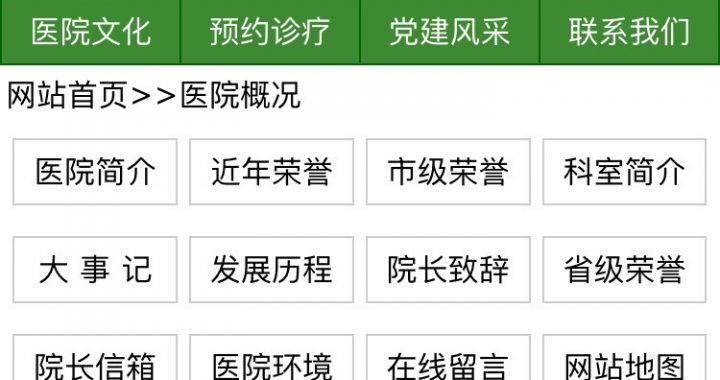 医院文化 预约诊疗 党建风采 联系我们
网站首页>>医院概况
医院简介 近年荣誉 市级荣誉 科室简介
大 事 记 发展历程 院长致辞 省级荣誉
院长信箱 医院环境 在线留言 网站地图